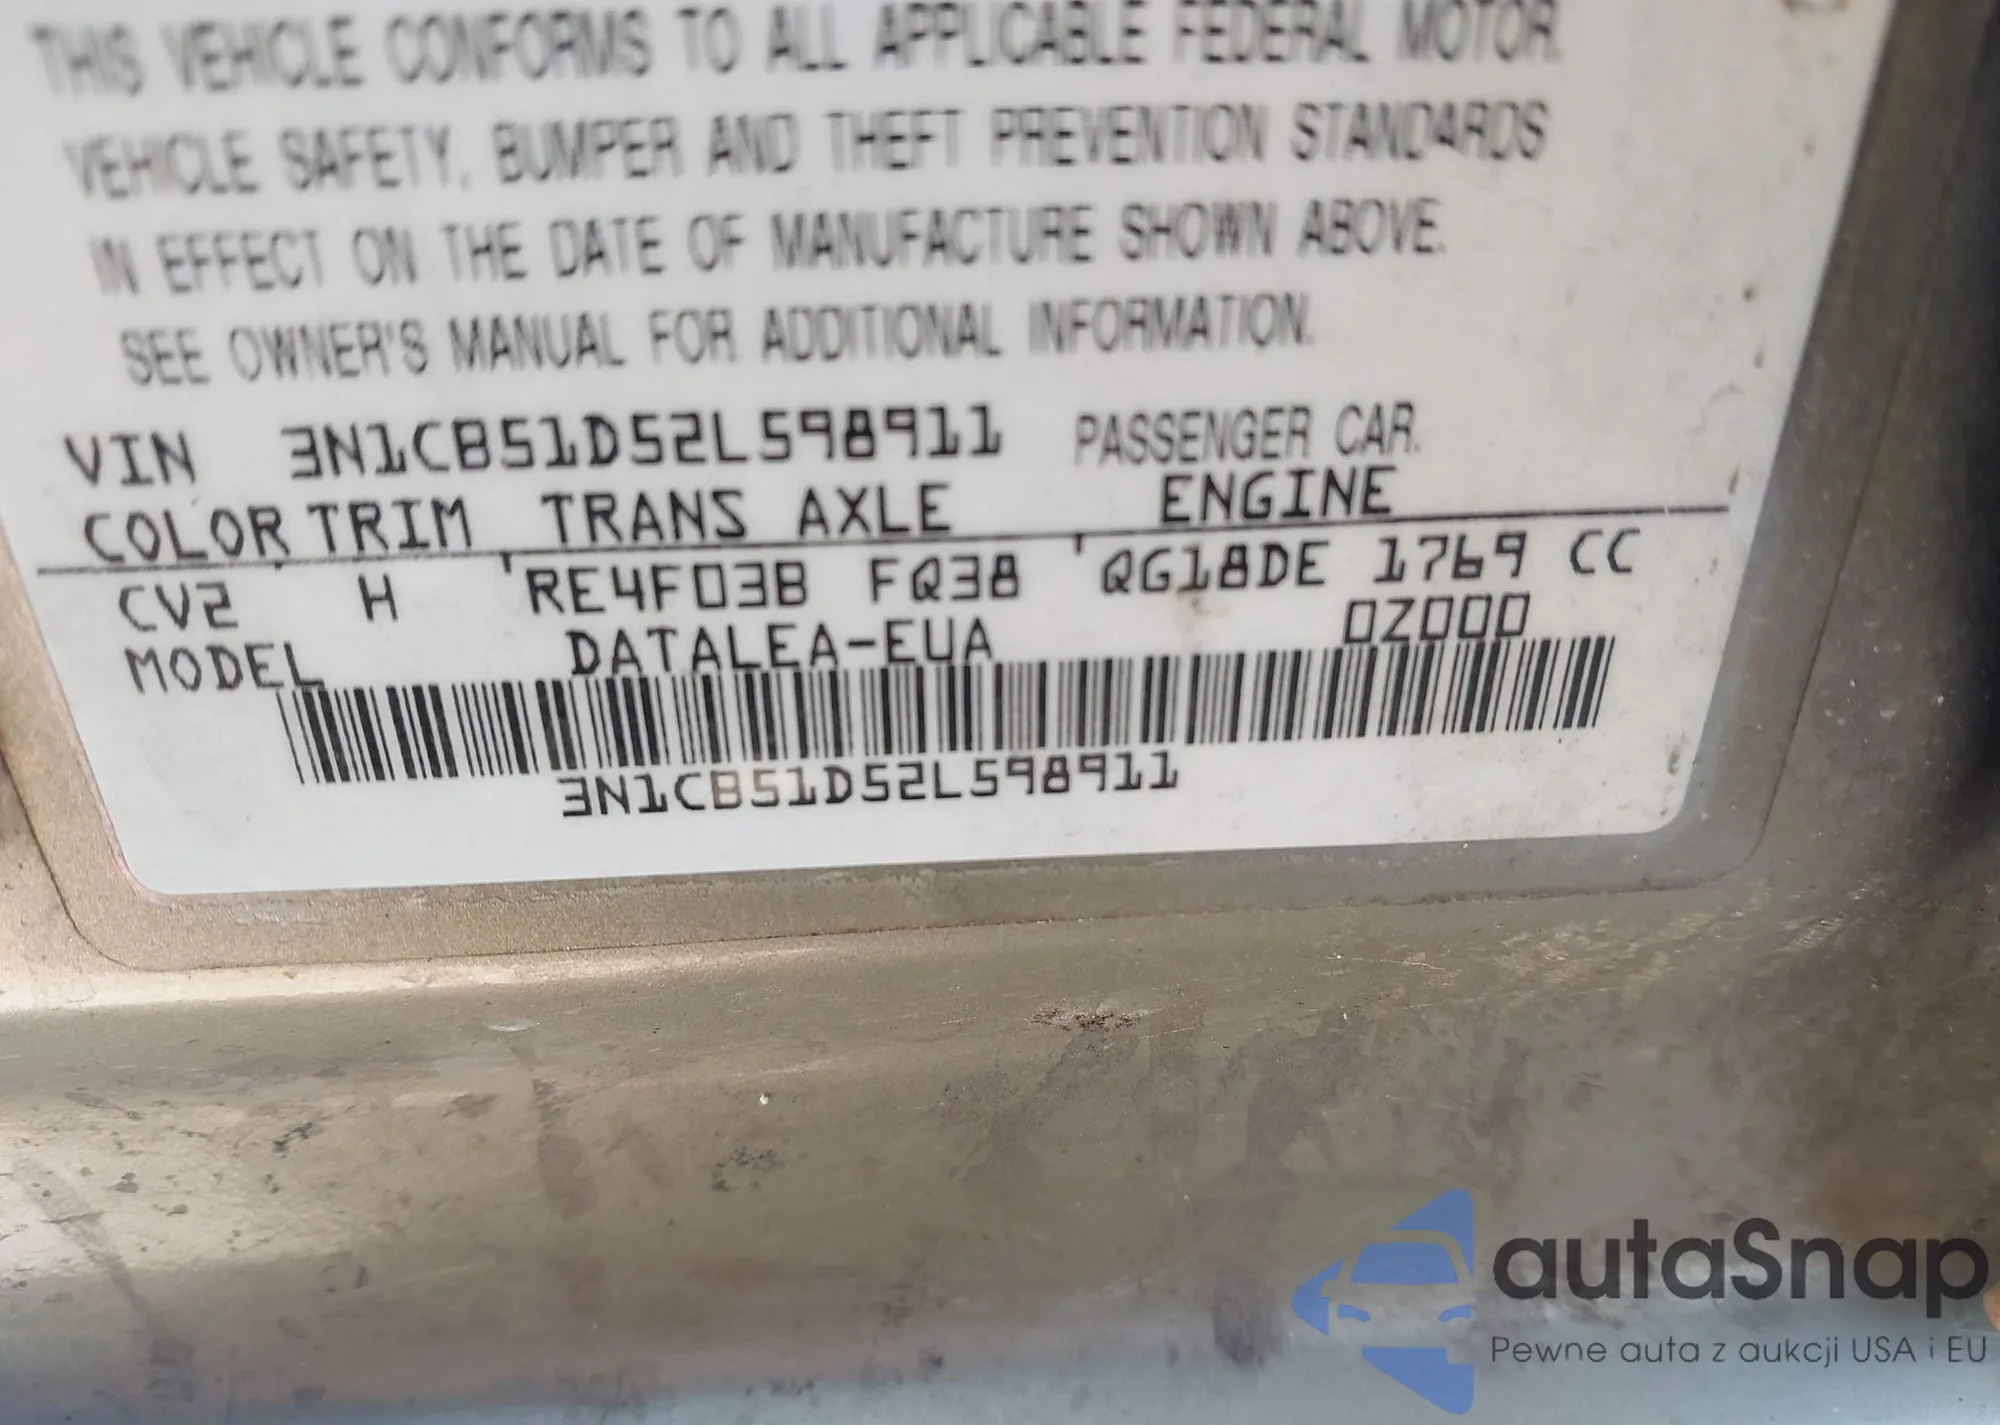 THIS VEHICLE CONFORMS TO ALL APPLICABLE FEDERAL MOTOR
VEHICLE SAFETY, BUMPER AND THEFT PREVENTION STANDARDS
IN EFFECT ON THE DATE OF MANUFACTURE SHOWN ABOVE.
SEE OWNER'S MANUAL FOR ADDITIONAL INFORMATION.
VIN 3N1CB51D52L598911 PASSENGER CAR.
COLOR TRIM TRANS AXLE ENGINE
CV2 H RE4F03B FQ38 QG18DE 1769 CC
MODEL DATALEA-EUA 0Z000
3N1CB51D52L598911
autaSnap
Pewne auta z aukcji USA i EU